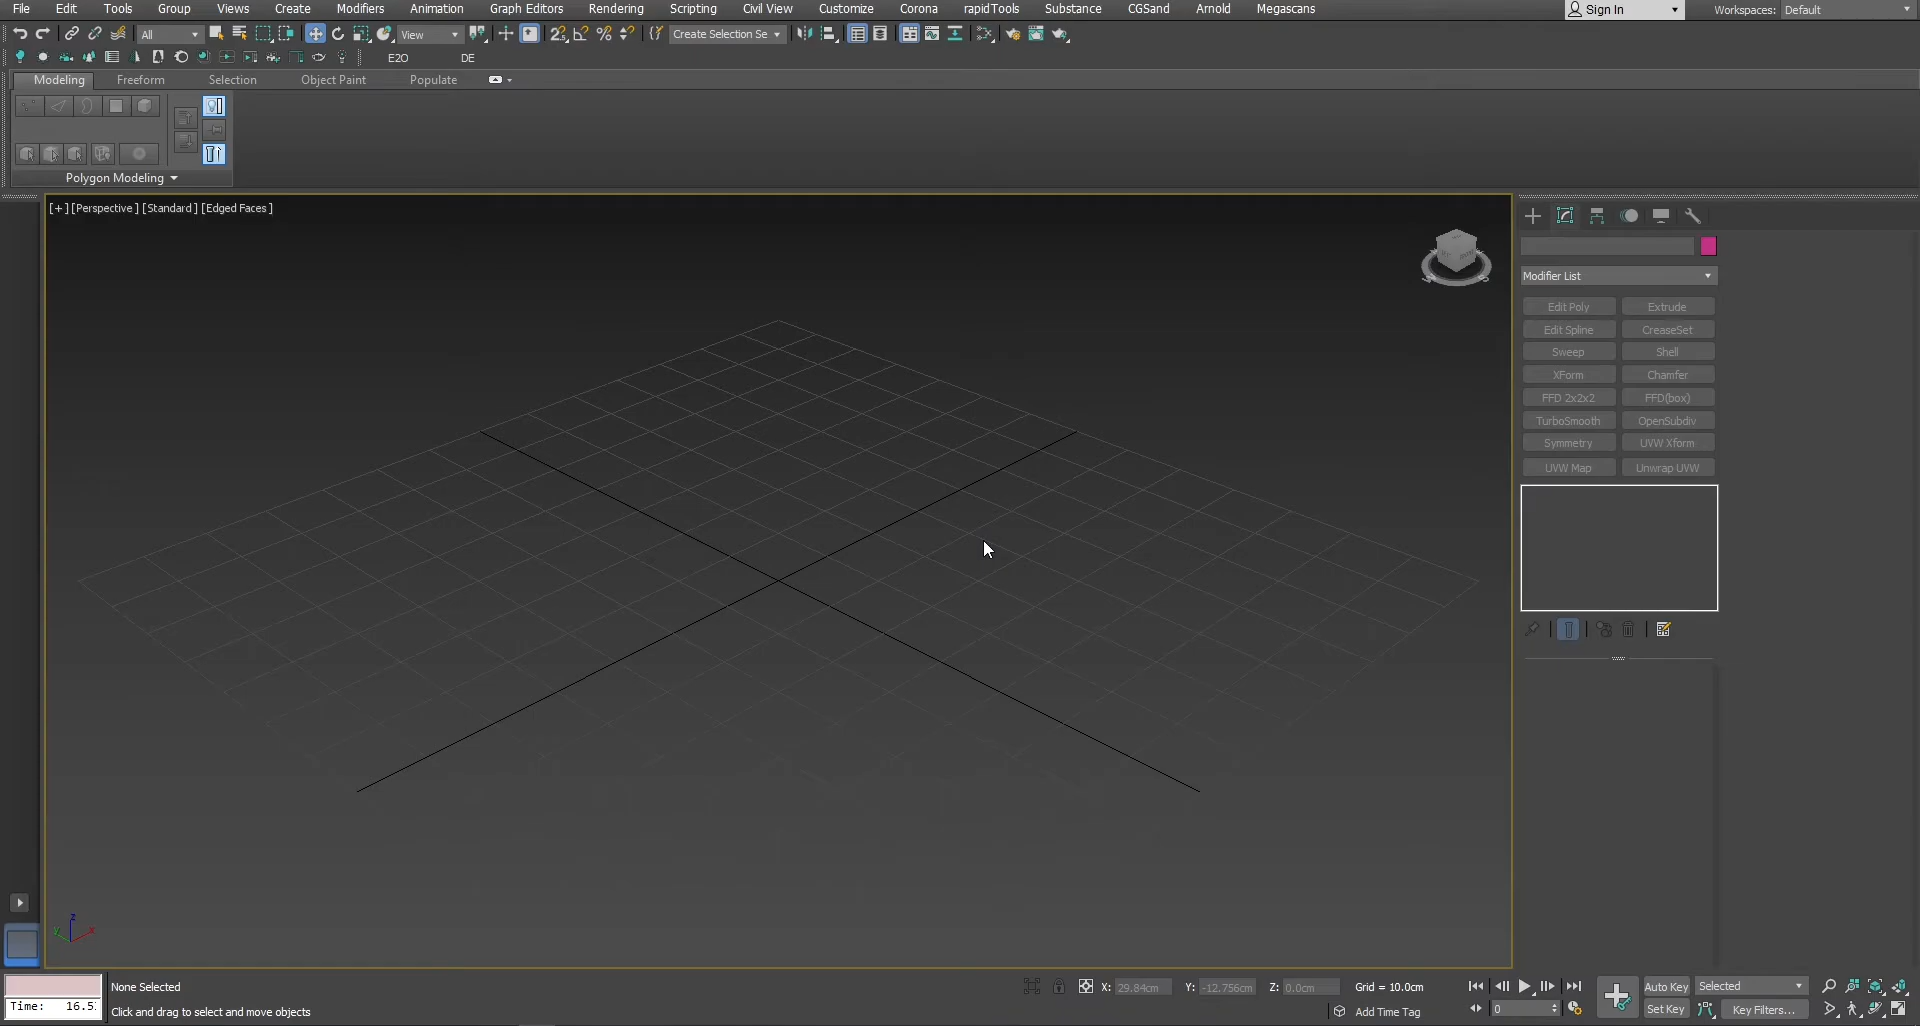 File Edit Tools Group Views Create Modifiers Animation Graph Editors Rendering Scripting Civil View Customize Corona rapidTools Substance CGSand Arnold Megascans Sign In Workspaces: Default
All View Create Selection Se
E2O DE
Modeling Freeform Selection Object Paint Populate
Polygon Modeling
[+] [Perspective] [Standard] [Edged Faces]
Modifier List
Edit Poly Extrude
Edit Spline CreaseSet
Sweep Shell
XForm Chamfer
FFD 2x2x2 FFD(box)
TurboSmooth OpenSubdiv
Symmetry UVW Xform
UVW Map Unwrap UVW
z
y x
None Selected X: 29.84cm Y: -12.756cm Z: 0.0cm Grid = 10.0cm Auto Key Selected
Time: 16.5
Click and drag to select and move objects Add Time Tag 0 Set Key Key Filters...